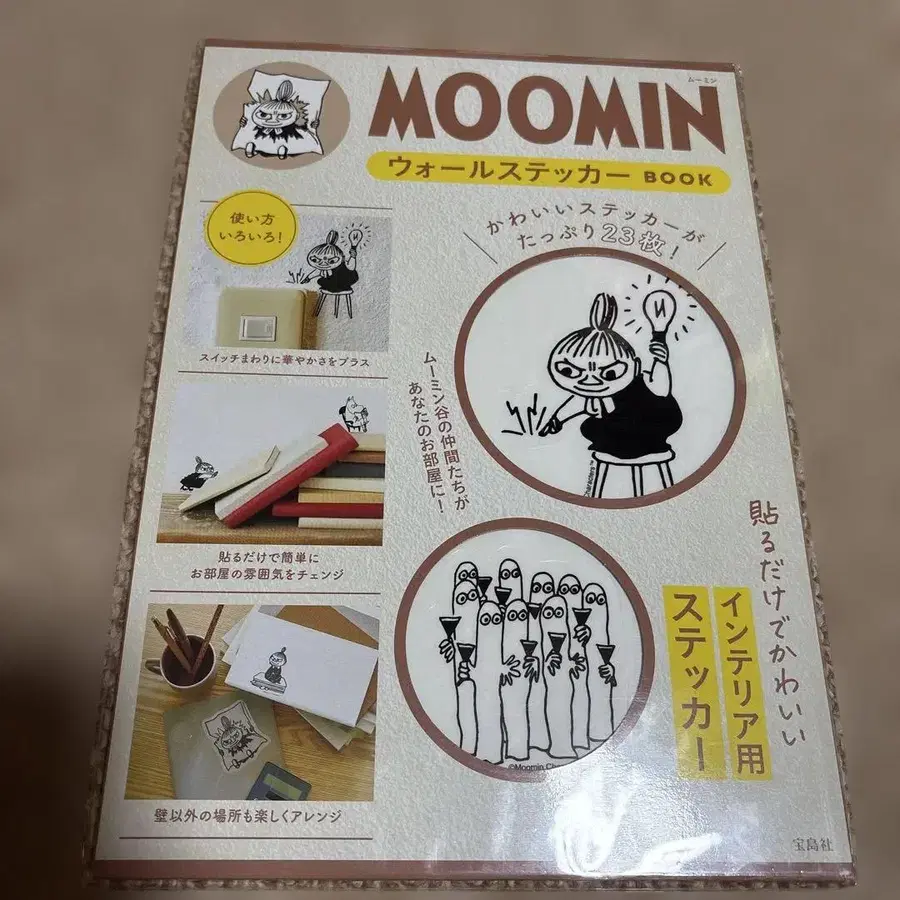 ムーミン
MOOMIN
ウォールステッカー BOOK
使い方
いろいろ!
スイッチまわりに華やかさをプラス
貼るだけで簡単に
お部屋の雰囲気をチェンジ
壁以外の場所も楽しくアレンジ
かわいいステッカーが
たっぷり23枚!
ムーミン谷の仲間たちが
あなたのお部屋に!
貼るだけでかわいい
インテリア用
ステッカー
©Moomin
宝島社